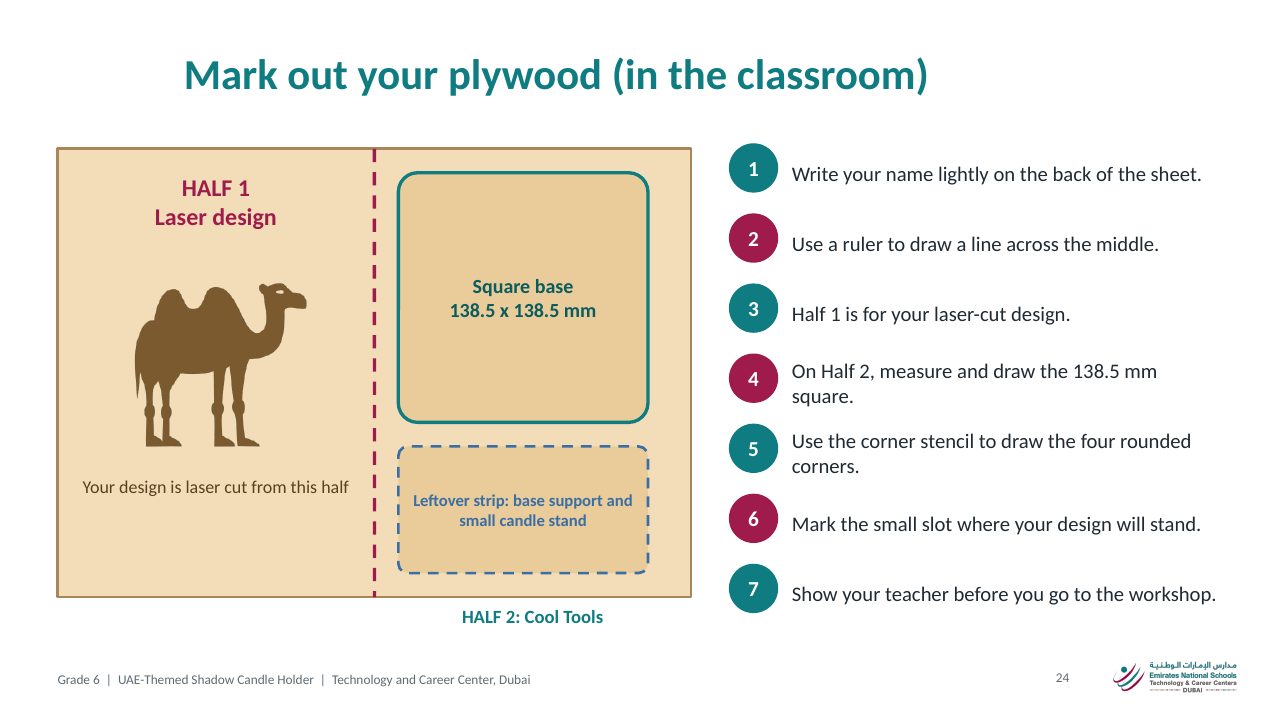 Mark out your plywood (in the classroom)
HALF 1
Laser design
Your design is laser cut from this half
Square base
138.5 x 138.5 mm
Leftover strip: base support and
small candle stand
HALF 2: Cool Tools
1
Write your name lightly on the back of the sheet.
2
Use a ruler to draw a line across the middle.
3
Half 1 is for your laser-cut design.
4
On Half 2, measure and draw the 138.5 mm
square.
5
Use the corner stencil to draw the four rounded
corners.
6
Mark the small slot where your design will stand.
7
Show your teacher before you go to the workshop.
Grade 6 | UAE-Themed Shadow Candle Holder | Technology and Career Center, Dubai
24
مدارس الإمارات الوطنية
Emirates National Schools
Technology & Career Centers
DUBAI